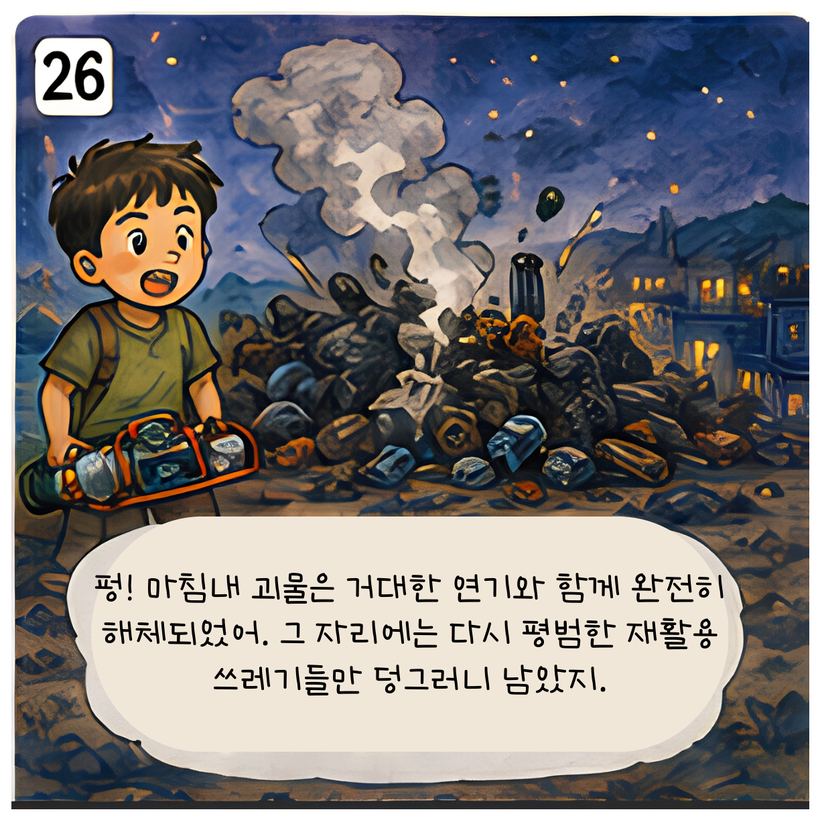 26
펑! 마침내 괴물은 거대한 연기와 함께 완전히
해체되었어. 그 자리에는 다시 평범한 재활용
쓰레기들만 덩그러니 남았지.